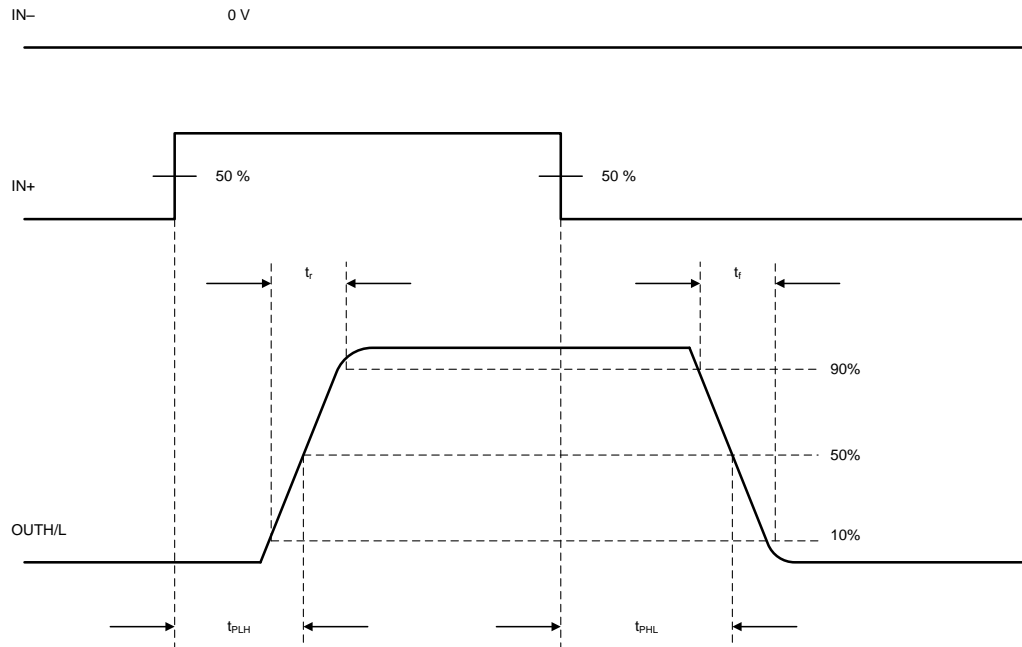 IN– 0 V
50 % 50 %
IN+
tr tf
90%
50%
OUTH/L 10%
tPLH tPHL